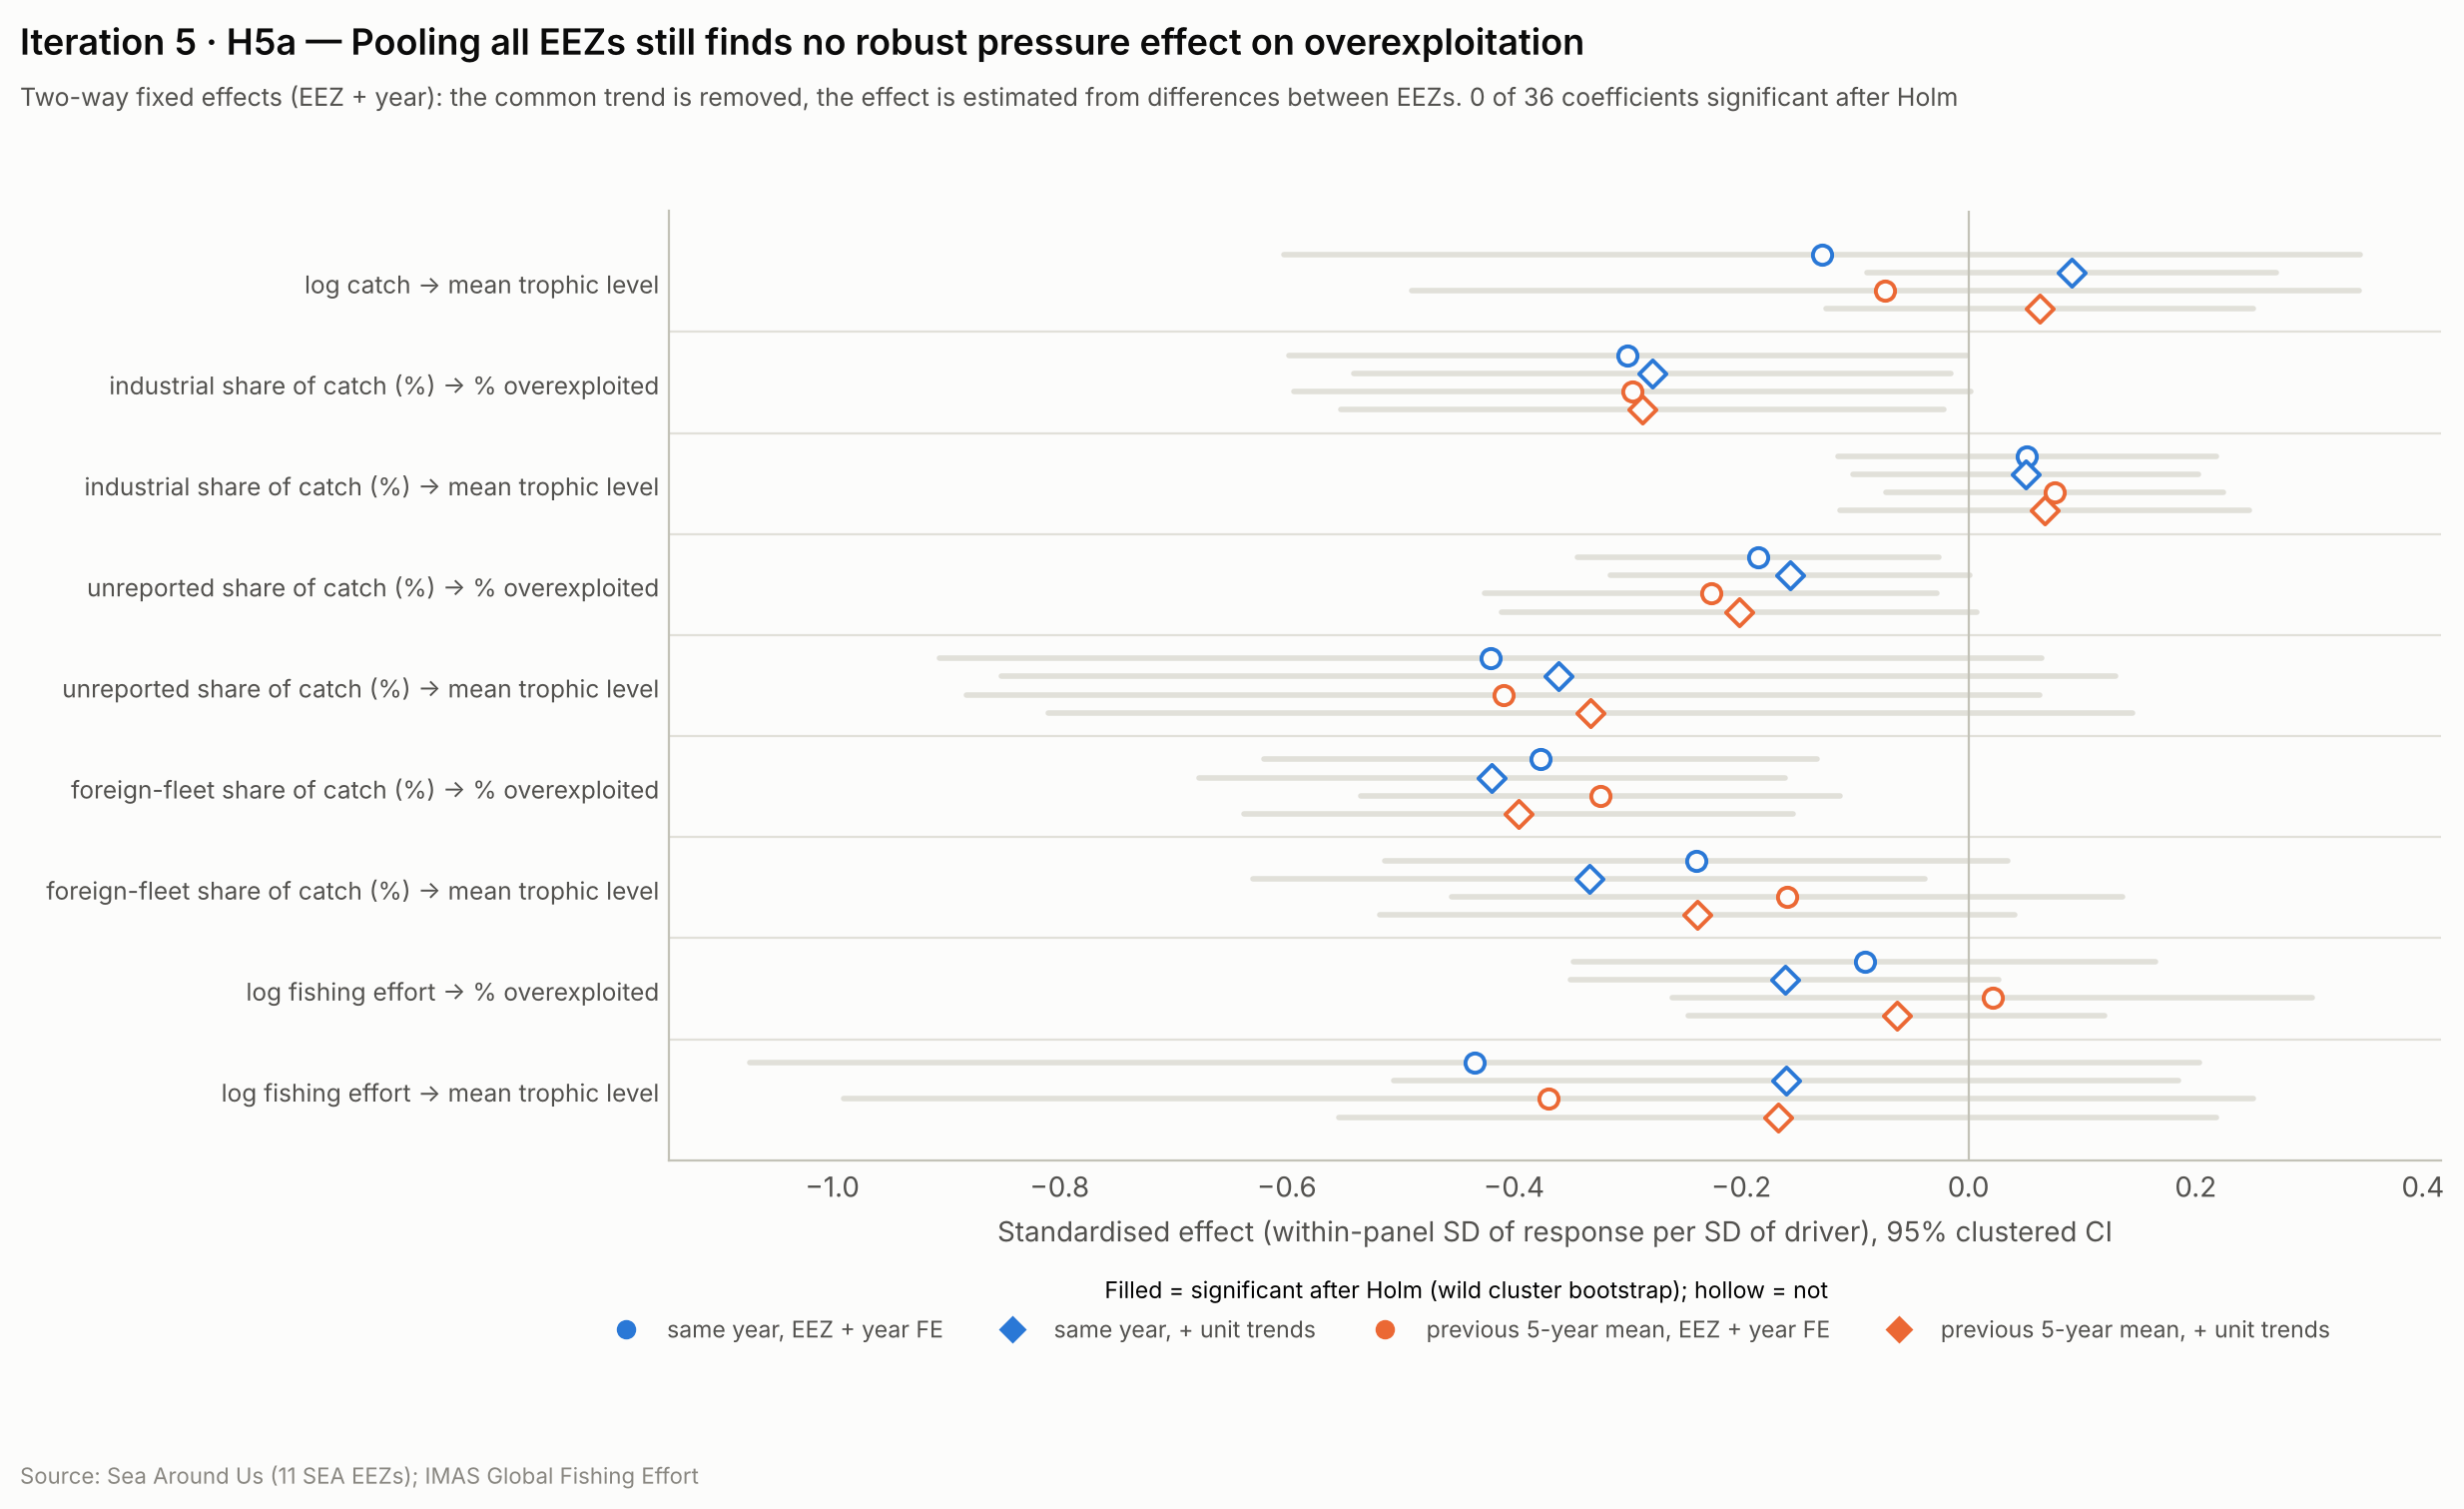 Iteration 5 · H5a — Pooling all EEZs still finds no robust pressure effect on overexploitation
Two-way fixed effects (EEZ + year): the common trend is removed, the effect is estimated from differences between EEZs. 0 of 36 coefficients significant after Holm
log catch → mean trophic level
industrial share of catch (%) → % overexploited
industrial share of catch (%) → mean trophic level
unreported share of catch (%) → % overexploited
unreported share of catch (%) → mean trophic level
foreign-fleet share of catch (%) → % overexploited
foreign-fleet share of catch (%) → mean trophic level
log fishing effort → % overexploited
log fishing effort → mean trophic level
−1.0 −0.8 −0.6 −0.4 −0.2 0.0 0.2 0.4
Standardised effect (within-panel SD of response per SD of driver), 95% clustered CI
Filled = significant after Holm (wild cluster bootstrap); hollow = not
same year, EEZ + year FE same year, + unit trends previous 5-year mean, EEZ + year FE previous 5-year mean, + unit trends
Source: Sea Around Us (11 SEA EEZs); IMAS Global Fishing Effort